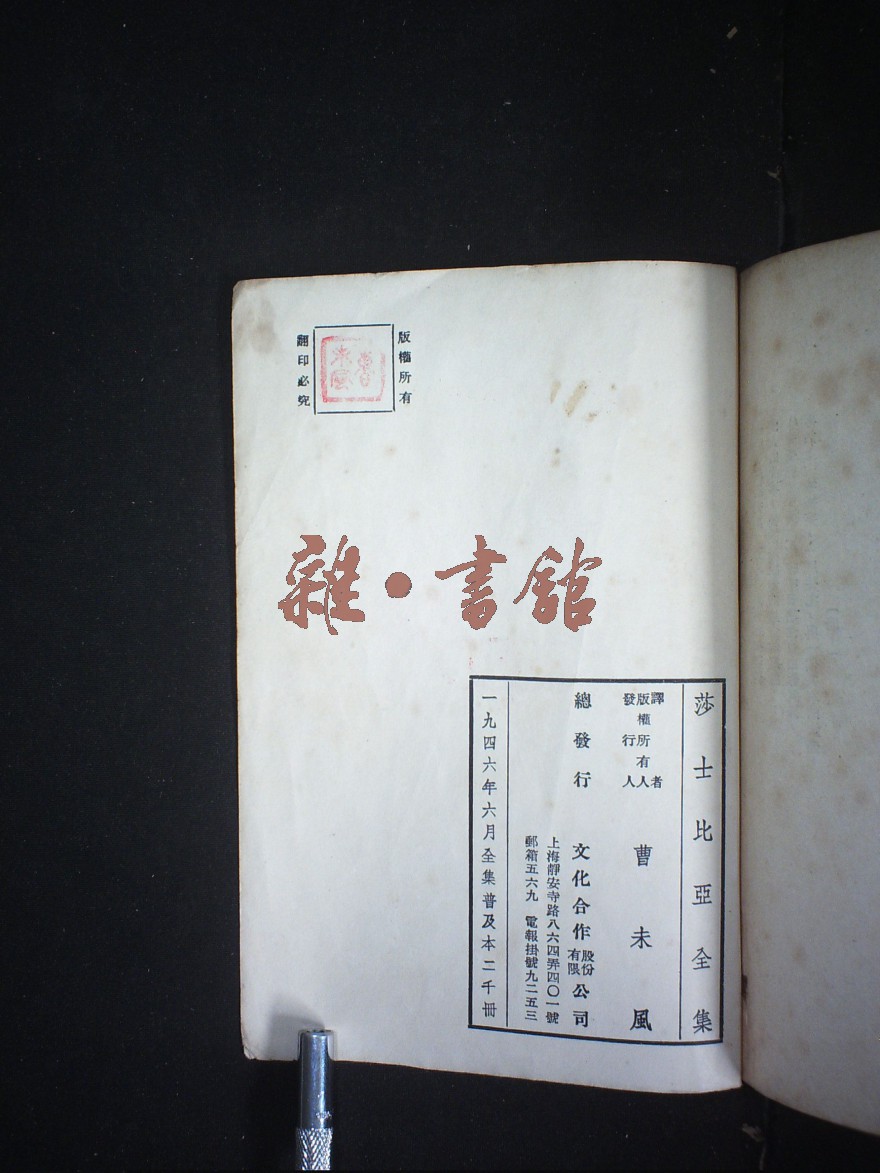 版權所有
曹未風
翻印必究
雜·書館
莎士比亞全集
譯者
版權所有人
發行人
曹未風
總發行
文化合作股份有限公司
上海靜安寺路八六四弄四〇一號
郵箱五六九 電報掛號九二五三
一九四六年六月全集普及本二千冊